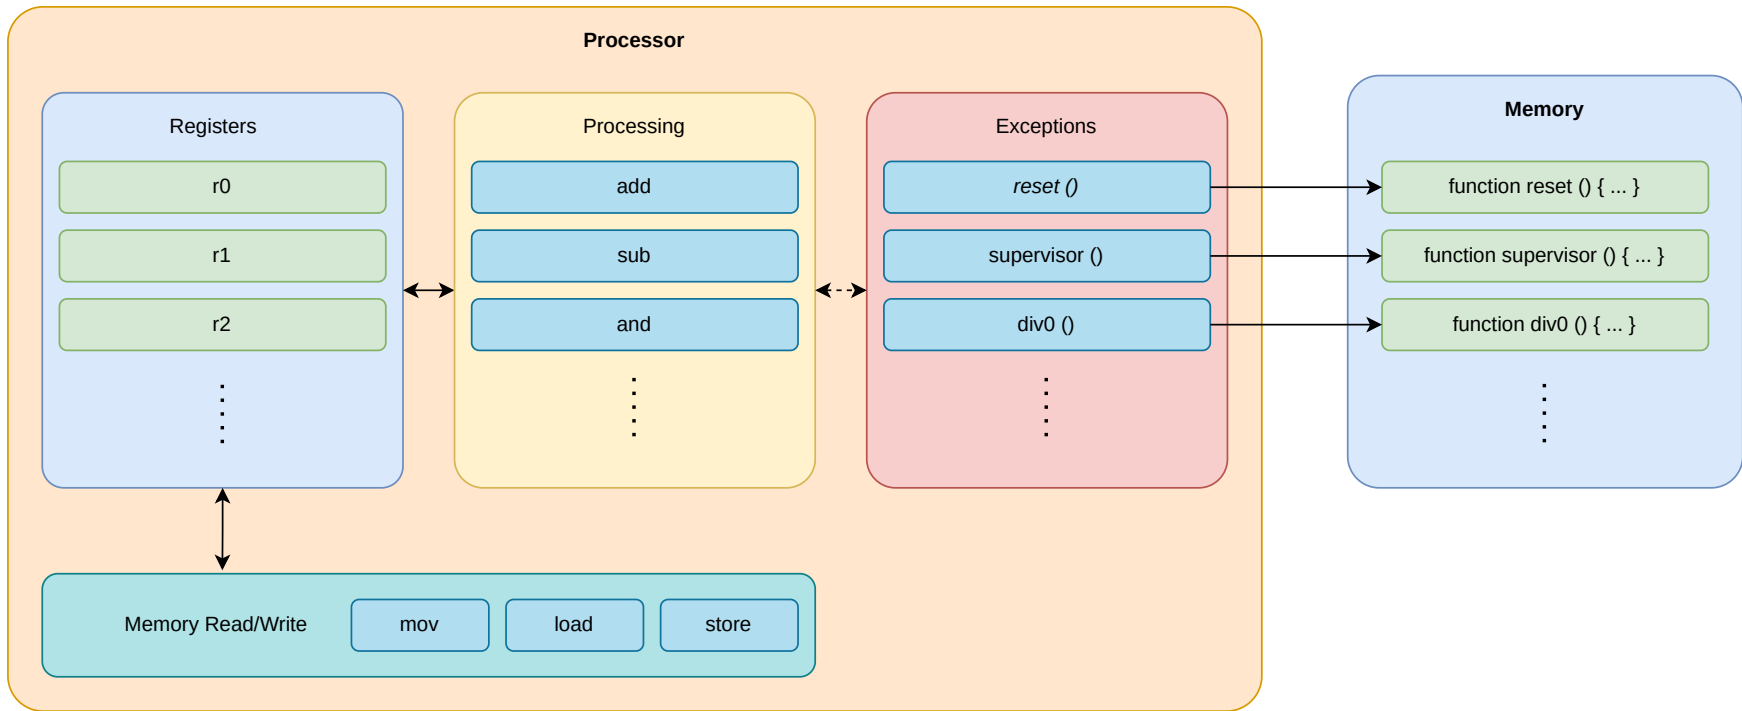 Processor
Registers
r0
r1
r2
Processing
add
sub
and
Exceptions
reset ()
supervisor ()
div0 ()
Memory
function reset () { ... }
function supervisor () { ... }
function div0 () { ... }
Memory Read/Write
mov
load
store